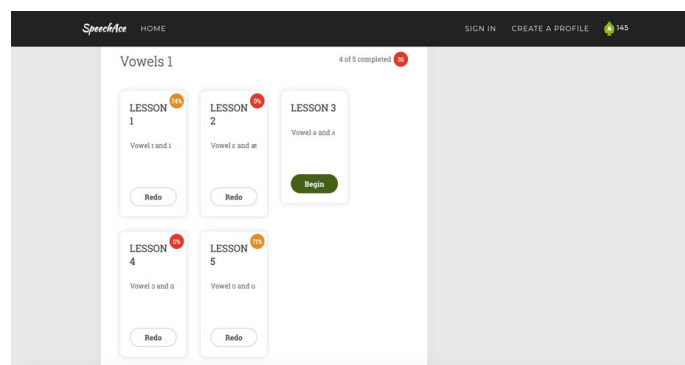 SpeechAce HOME SIGN IN CREATE A PROFILE 145
Vowels 1 4 of 5 completed 36
LESSON 1 74%
Vowel ɪ and i
Redo
LESSON 2 0%
Vowel ɛ and æ
Redo
LESSON 3
Vowel ə and ʌ
Begin
LESSON 4 0%
Vowel ɔ and ɑ
Redo
LESSON 5 71%
Vowel ʊ and u
Redo